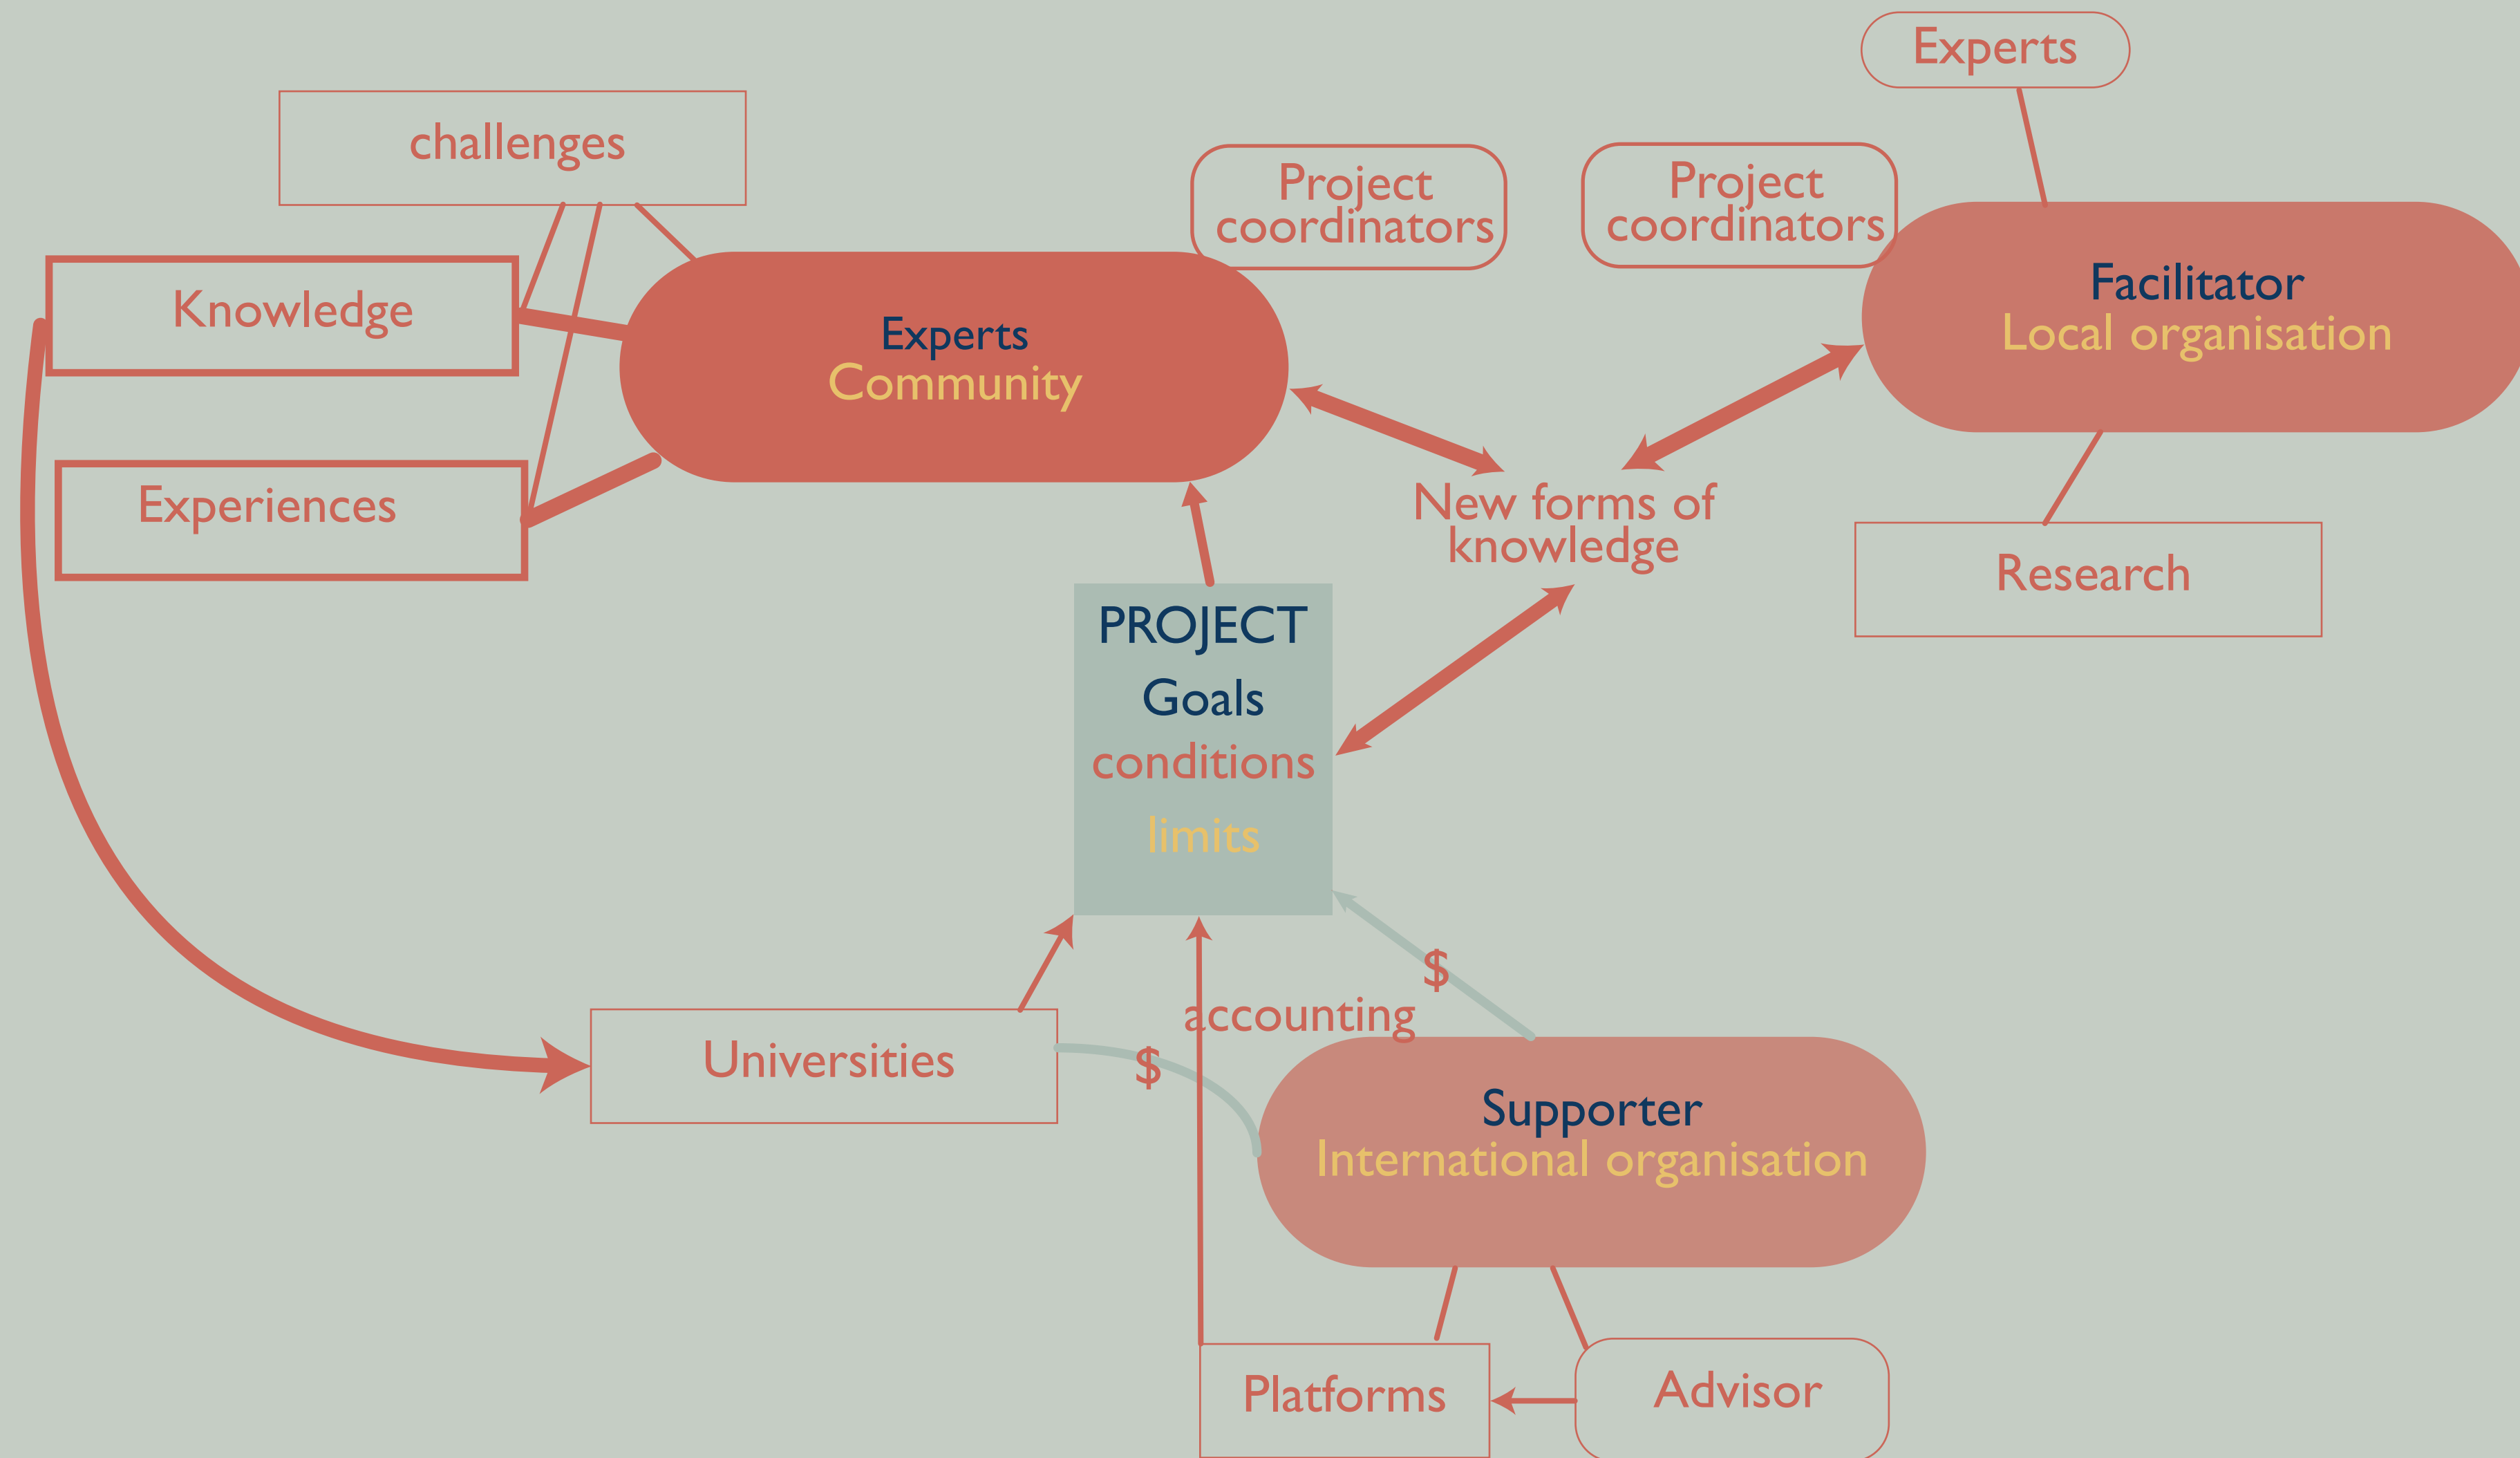 Experts
challenges
Project
coordinators
Project
coordinators
Knowledge
Experts
Community
Facilitator
Local organisation
Experiences
New forms of
knowledge
Research
PROJECT
Goals
conditions
limits
$
accounting
Universities
$
Supporter
International organisation
Platforms
Advisor